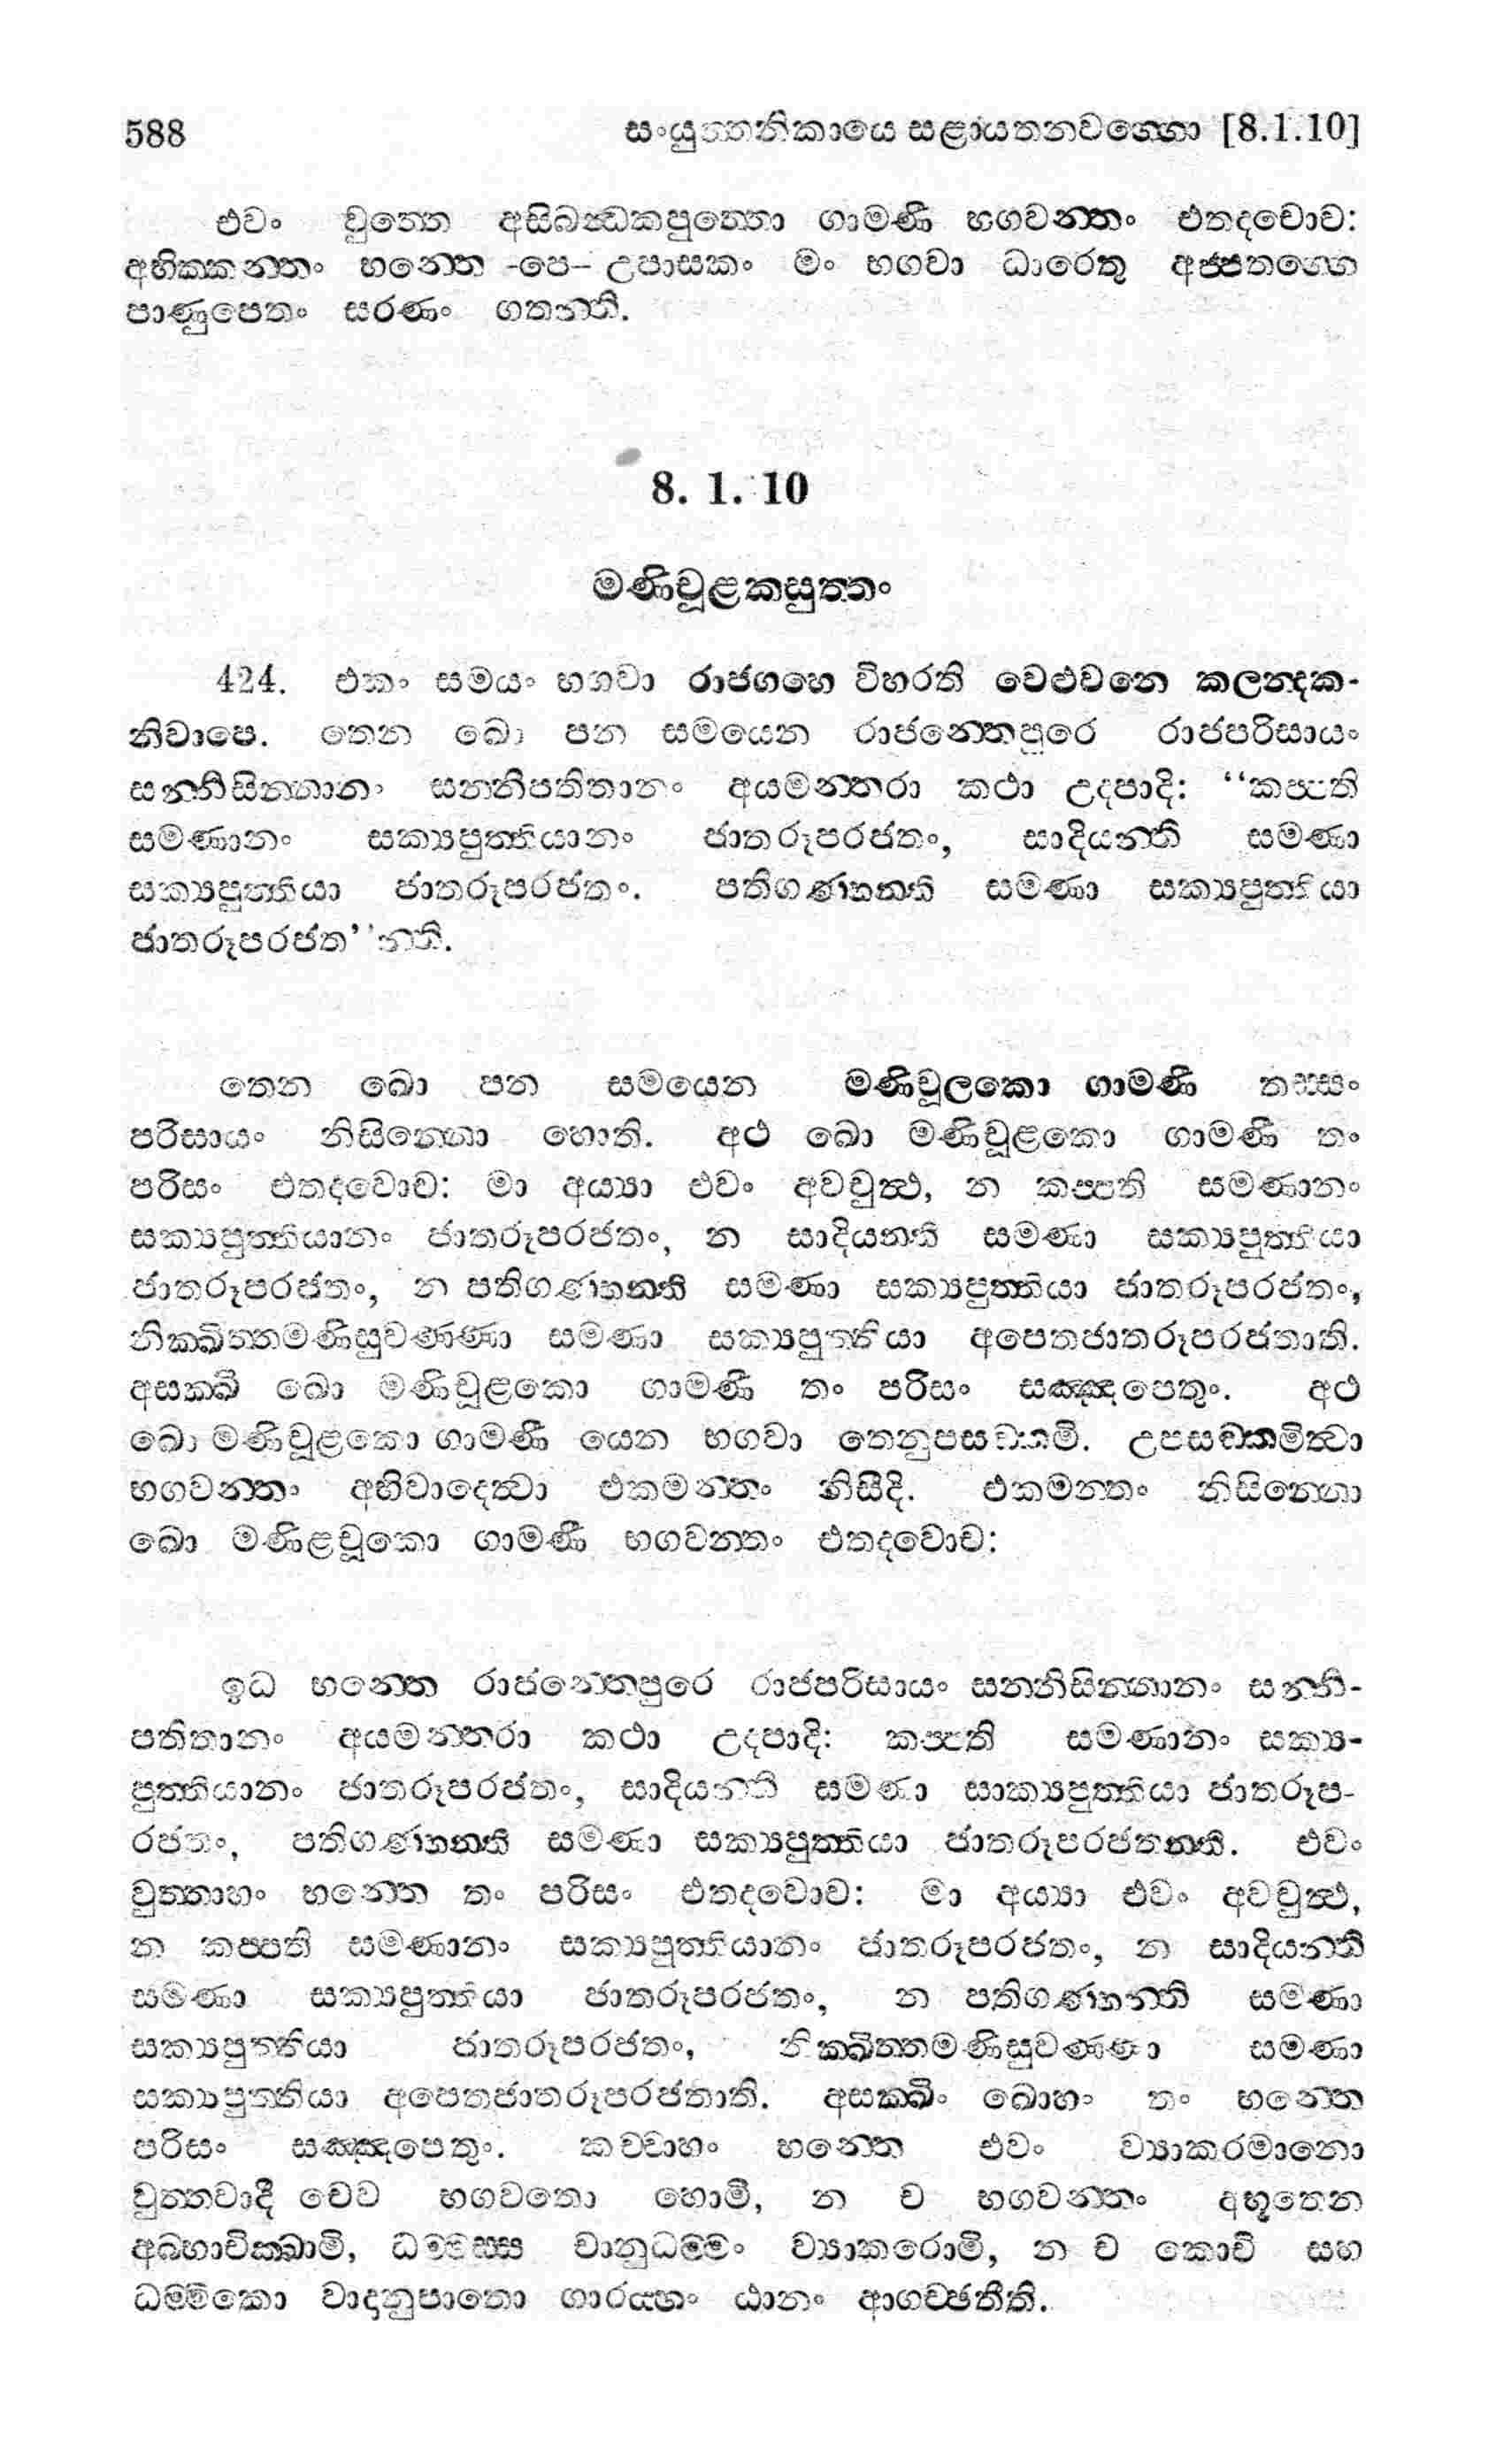 588 සංයුත්තනිකායෙ සළායතනවග්ගො [8.1.10]
එවං වුත්තෙ අසිබන්ධකපුත්තො ගාමණී භගවන්තං එතදචොව:
අභික්කන්තං භන්තෙ -පෙ- උපාසකං මං භගවා ධාරෙතු අජ්ජතග්ගෙ
පාණුපෙතං සරණං ගතන්ති.
8. 1. 10
මණිචූළකසුත්තං
424. එකං සමයං භගවා රාජගහෙ විහරති වෙළුවනෙ කලන්දක-
නිවාපෙ. තෙන ඛො පන සමයෙන රාජන්තෙපුරෙ රාජපරිසායං
සන්නිසින්නානං සන්නිපතිතානං අයමන්තරා කථා උදපාදි: ‘‘කප්පති
සමණානං සක්‍යපුත්තියානං ජාතරූපරජතං, සාදියන්ති සමණා
සක්‍යපුත්තියා ජාතරූපරජතං. පතිගණ්හන්ති සමණා සක්‍යපුත්තියා
ජාතරූපරජත’’න්ති.
තෙන ඛො පන සමයෙන මණිචූලකො ගාමණි තස්සං
පරිසායං නිසින්නො හොති. අථ ඛො මණිචූළකො ගාමණී තං
පරිසං එතදවොච: මා අය්‍යා එවං අවචුත්ථ, න කප්පති සමණානං
සක්‍යපුත්තියානං ජාතරූපරජතං, න සාදියන්ති සමණා සක්‍යපුත්තියා
ජාතරූපරජතං, න පතිගණ්හන්ති සමණා සක්‍යපුත්තියා ජාතරූපරජතං,
නික්ඛිත්තමණිසුවණ්ණා සමණා සක්‍යපුත්තියා අපෙතජාතරූපරජතාති.
අසක්ඛි ඛො මණිචූළකො ගාමණී තං පරිසං සඤ්ඤපෙතුං. අථ
ඛො මණිචූළකො ගාමණී යෙන භගවා තෙනුපසඞ්කමි. උපසඞ්කමිත්වා
භගවන්තං අභිවාදෙත්වා එකමන්තං නිසීදි. එකමන්තං නිසින්නො
ඛො මණිළචූකො ගාමණී භගවන්තං එතදවොච:
ඉධ භන්තෙ රාජන්තෙපුරෙ රාජපරිසායං සන්නිසින්නානං සන්නි-
පතිතානං අයමන්තරා කථා උදපාදි: කප්පති සමණානං සක්‍ය-
පුත්තියානං ජාතරූපරජතං, සාදියන්ති සමණා සාක්‍යපුත්තියා ජාතරූප-
රජතං, පතිගණ්හන්ති සමණා සක්‍යපුත්තියා ජාතරූපරජතන්ති. එවං
වුත්තාහං භන්තෙ තං පරිසං එතදවොච: මා අය්‍යා එවං අවචුත්ථ,
න කප්පති සමණානං සක්‍යපුත්තියානං ජාතරූපරජතං, න සාදියන්ති
සමණා සක්‍යපුත්තියා ජාතරූපරජතං, න පතිගණ්හන්ති සමණා
සක්‍යපුත්තියා ජාතරූපරජතං, නික්ඛිත්තමණිසුවණ්ණා සමණා
සක්‍යපුත්තියා අපෙතජාතරූපරජතාති. අසක්ඛිං ඛොහං තං භන්තෙ
පරිසං සඤ්ඤපෙතුං. කච්චාහං භන්තෙ එවං ව්‍යාකරමානො
වුත්තවාදී චෙව භගවතො හොමි, න ච භගවන්තං අභූතෙන
අබ්භාචික්ඛාමි, ධම්මස්ස චානුධම්මං ව්‍යාකරොමි, න ච කොචි සහ
ධම්මිකො වාදානුපාතො ගාරය්හං ඨානං ආගච්ඡතීති.